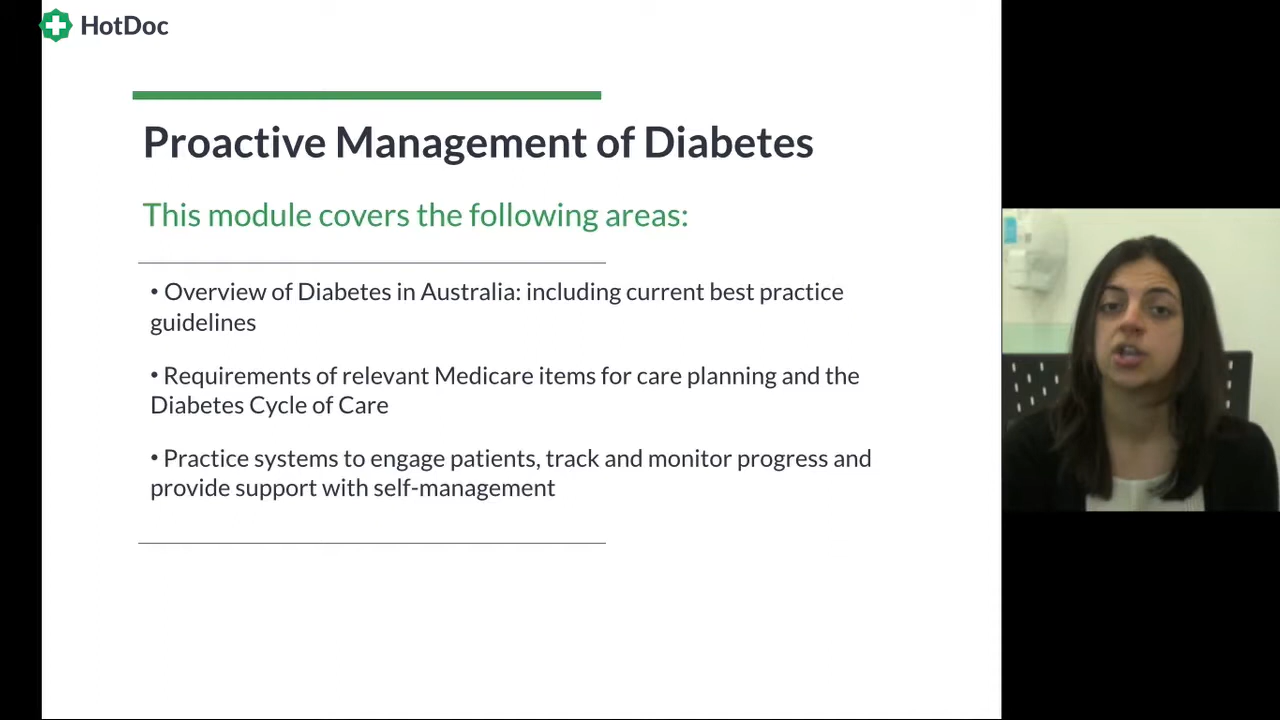 HotDoc
Proactive Management of Diabetes
This module covers the following areas:
• Overview of Diabetes in Australia: including current best practice
guidelines
• Requirements of relevant Medicare items for care planning and the
Diabetes Cycle of Care
• Practice systems to engage patients, track and monitor progress and
provide support with self-management